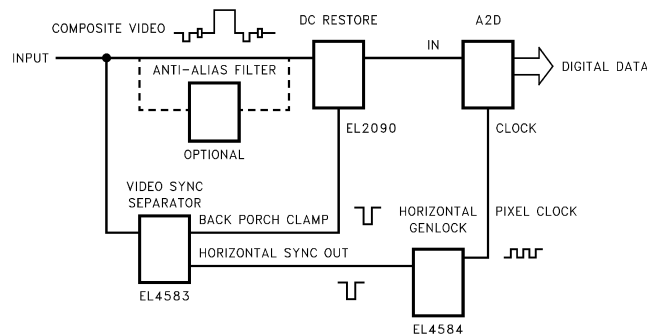 COMPOSITE VIDEO
DC RESTORE
A2D
INPUT
IN
ANTI-ALIAS FILTER
DIGITAL DATA
OPTIONAL
EL2090
CLOCK
VIDEO SYNC
SEPARATOR
BACK PORCH CLAMP
HORIZONTAL
GENLOCK
PIXEL CLOCK
HORIZONTAL SYNC OUT
EL4583
EL4584